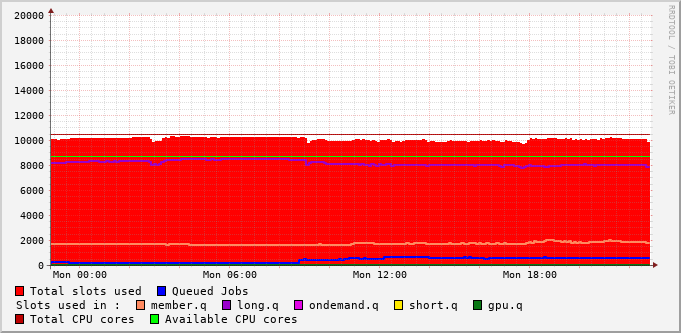 20000
18000
16000
14000
12000
10000
8000
6000
4000
2000
0
Mon 00:00 Mon 06:00 Mon 12:00 Mon 18:00
Total slots used Queued Jobs
Slots used in : member.q long.q ondemand.q short.q gpu.q
Total CPU cores Available CPU cores
RRDTOOL / TOBI OETIKER